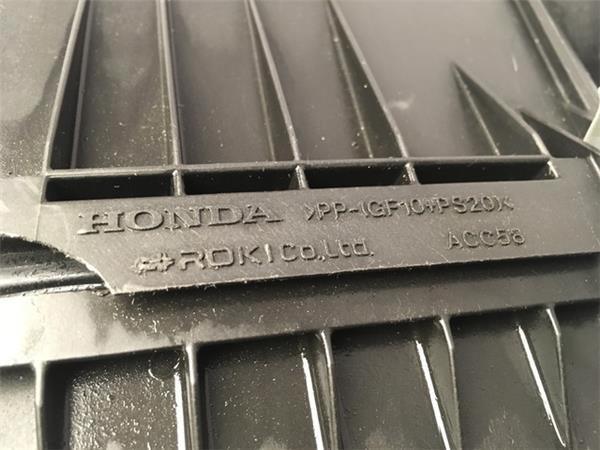 HONDA >PP-(GF10+PS20)<
ROKI Co.,Ltd. ACC58